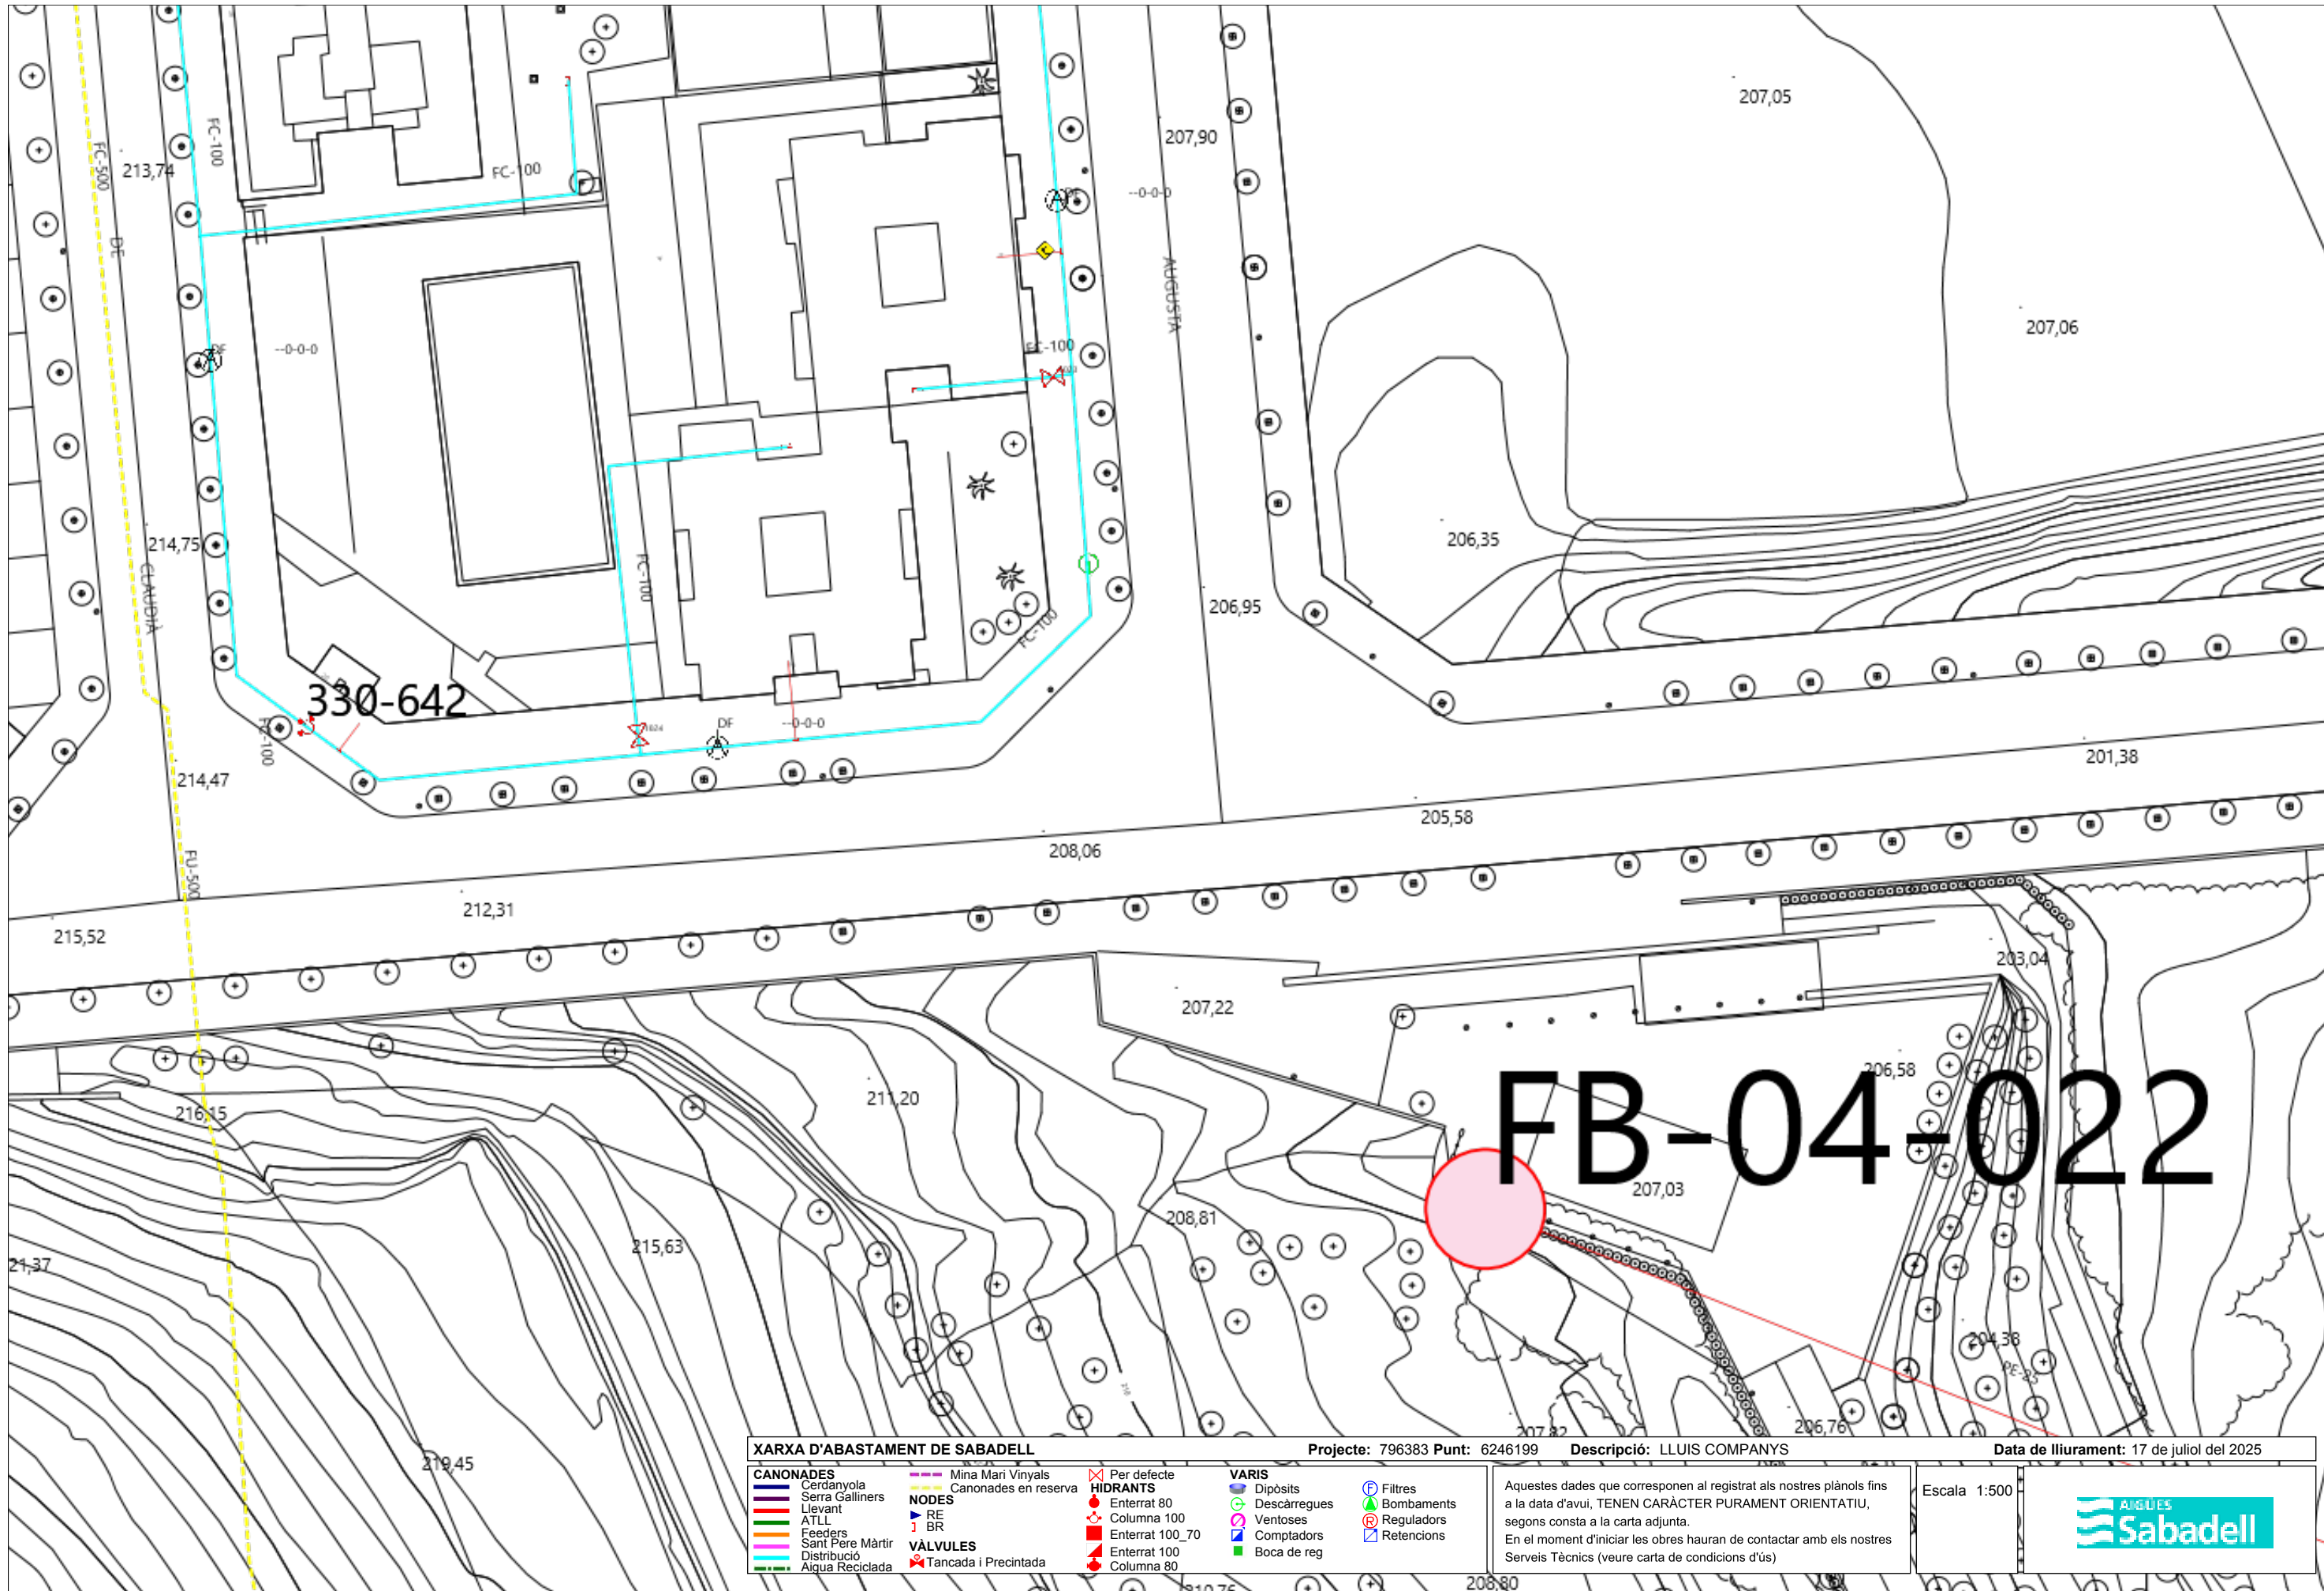 207,05
207,90
FC-100
FC-500
213,74
FC-100
DE
DF
--0-0-0
AUGUSTA
207,06
DF
--0-0-0
FC-100
206,35
214,75
FC-100
CLAUDIÀ
206,95
FC-100
330-642
FC-100
1624
DF
--0-0-0
214,47
201,38
205,58
208,06
FU-500
212,31
215,52
203,04
207,22
206,58
211,20
FB-04-022
216,15
207,03
208,81
215,63
21,37
204,38
PE-25
207,82
206,76
219,45
XARXA D'ABASTAMENT DE SABADELL
Projecte: 796383 Punt: 6246199
Descripció: LLUIS COMPANYS
Data de lliurament: 17 de juliol del 2025
CANONADES
Cerdanyola
Serra Galliners
Llevant
ATLL
Feeders
Sant Pere Màrtir
Distribució
Aigua Reciclada
Mina Mari Vinyals
Canonades en reserva
NODES
RE
BR
VÀLVULES
Tancada i Precintada
Per defecte
HIDRANTS
Enterrat 80
Columna 100
Enterrat 100_70
Enterrat 100
Columna 80
VARIS
Dipòsits
Descàrregues
Ventoses
Comptadors
Boca de reg
Filtres
Bombaments
Reguladors
Retencions
Aquestes dades que corresponen al registrat als nostres plànols fins
a la data d'avui, TENEN CARÀCTER PURAMENT ORIENTATIU,
segons consta a la carta adjunta.
En el moment d'iniciar les obres hauran de contactar amb els nostres
Serveis Tècnics (veure carta de condicions d'ús)
Escala 1:500
AIGÜES
Sabadell
210,76
208,80